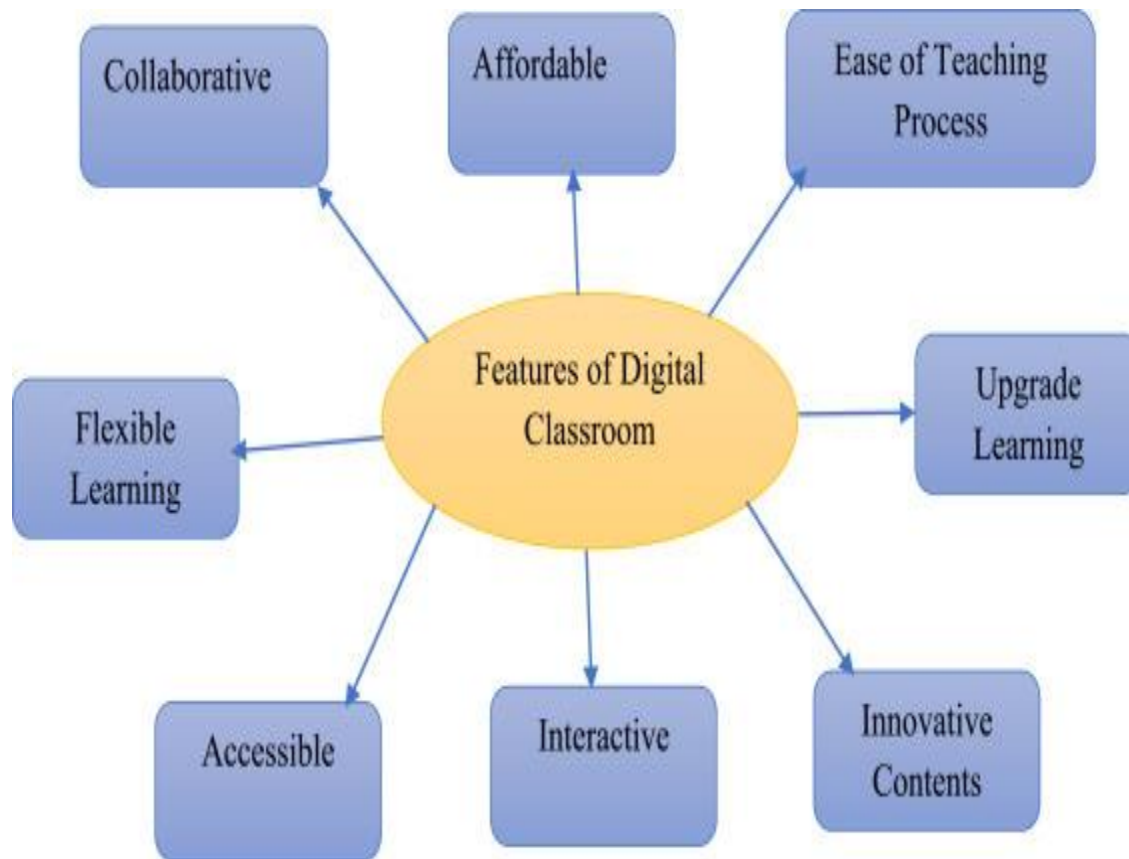 Collaborative
Affordable
Ease of Teaching
Process
Features of Digital
Classroom
Upgrade
Learning
Flexible
Learning
Accessible
Interactive
Innovative
Contents